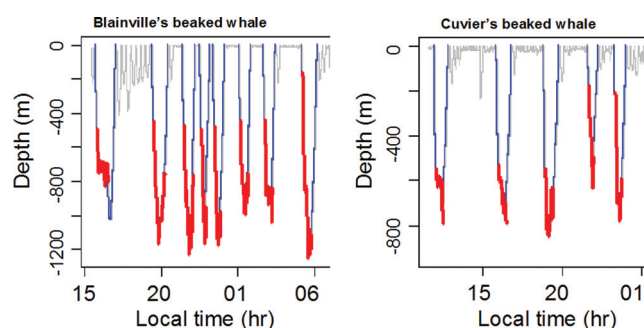 Blainville's beaked whale
Depth (m)
0
-400
-800
-1200
15
20
01
06
Local time (hr)
Cuvier's beaked whale
Depth (m)
0
-400
-800
15
20
01
Local time (hr)